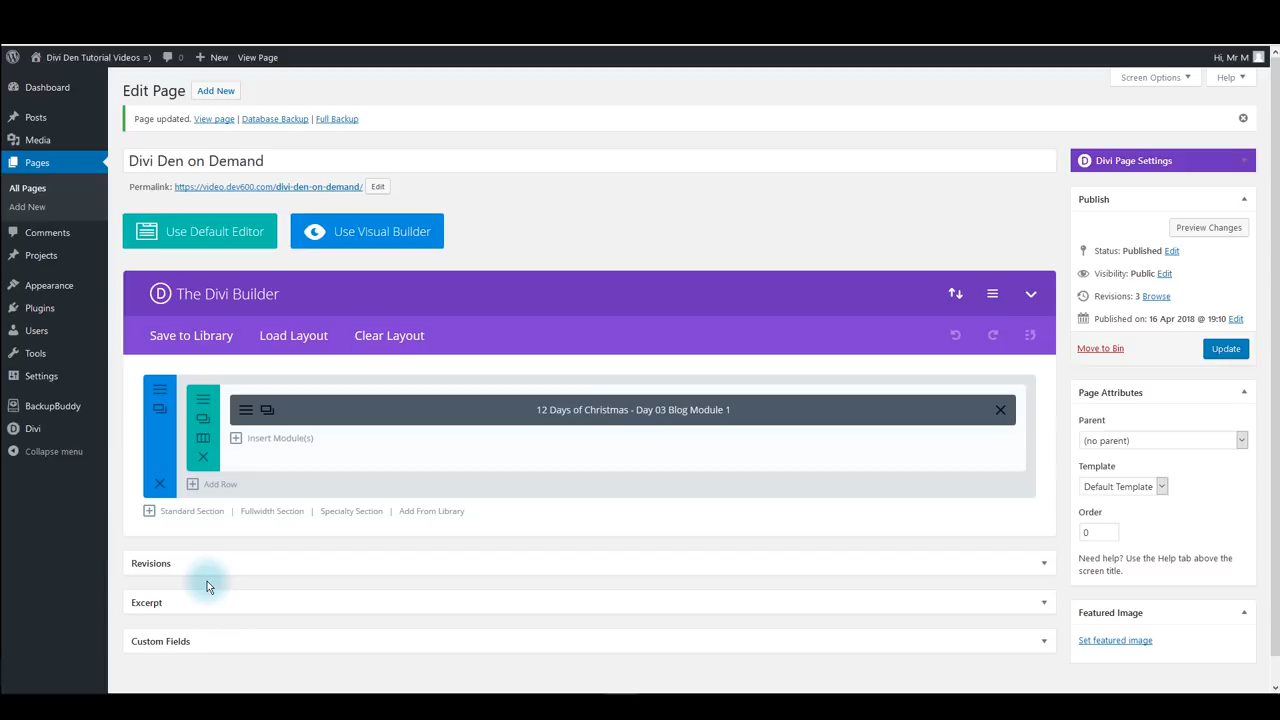 Divi Den Tutorial Videos =) 0 New View Page Hi, Mr M
Screen Options Help
Dashboard
Posts
Media
Pages
All Pages
Add New
Comments
Projects
Appearance
Plugins
Users
Tools
Settings
BackupBuddy
Divi
Collapse menu
Edit Page Add New
Page updated. View page | Database Backup | Full Backup
Divi Den on Demand
Permalink: https://video.dev600.com/divi-den-on-demand/ Edit
Use Default Editor Use Visual Builder
D The Divi Builder
Save to Library Load Layout Clear Layout
12 Days of Christmas - Day 03 Blog Module 1
Insert Module(s)
Add Row
Standard Section | Fullwidth Section | Specialty Section | Add From Library
Revisions
Excerpt
Custom Fields
D Divi Page Settings
Publish
Preview Changes
Status: Published Edit
Visibility: Public Edit
Revisions: 3 Browse
Published on: 16 Apr 2018 @ 19:10 Edit
Move to Bin Update
Page Attributes
Parent
(no parent)
Template
Default Template
Order
0
Need help? Use the Help tab above the
screen title.
Featured Image
Set featured image